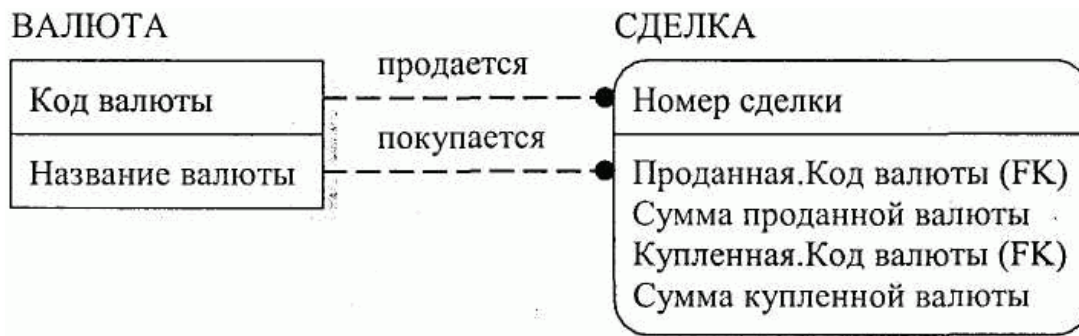 ВАЛЮТА
Код валюты
Название валюты
продается
покупается
СДЕЛКА
Номер сделки
Проданная.Код валюты (FK)
Сумма проданной валюты
Купленная.Код валюты (FK)
Сумма купленной валюты